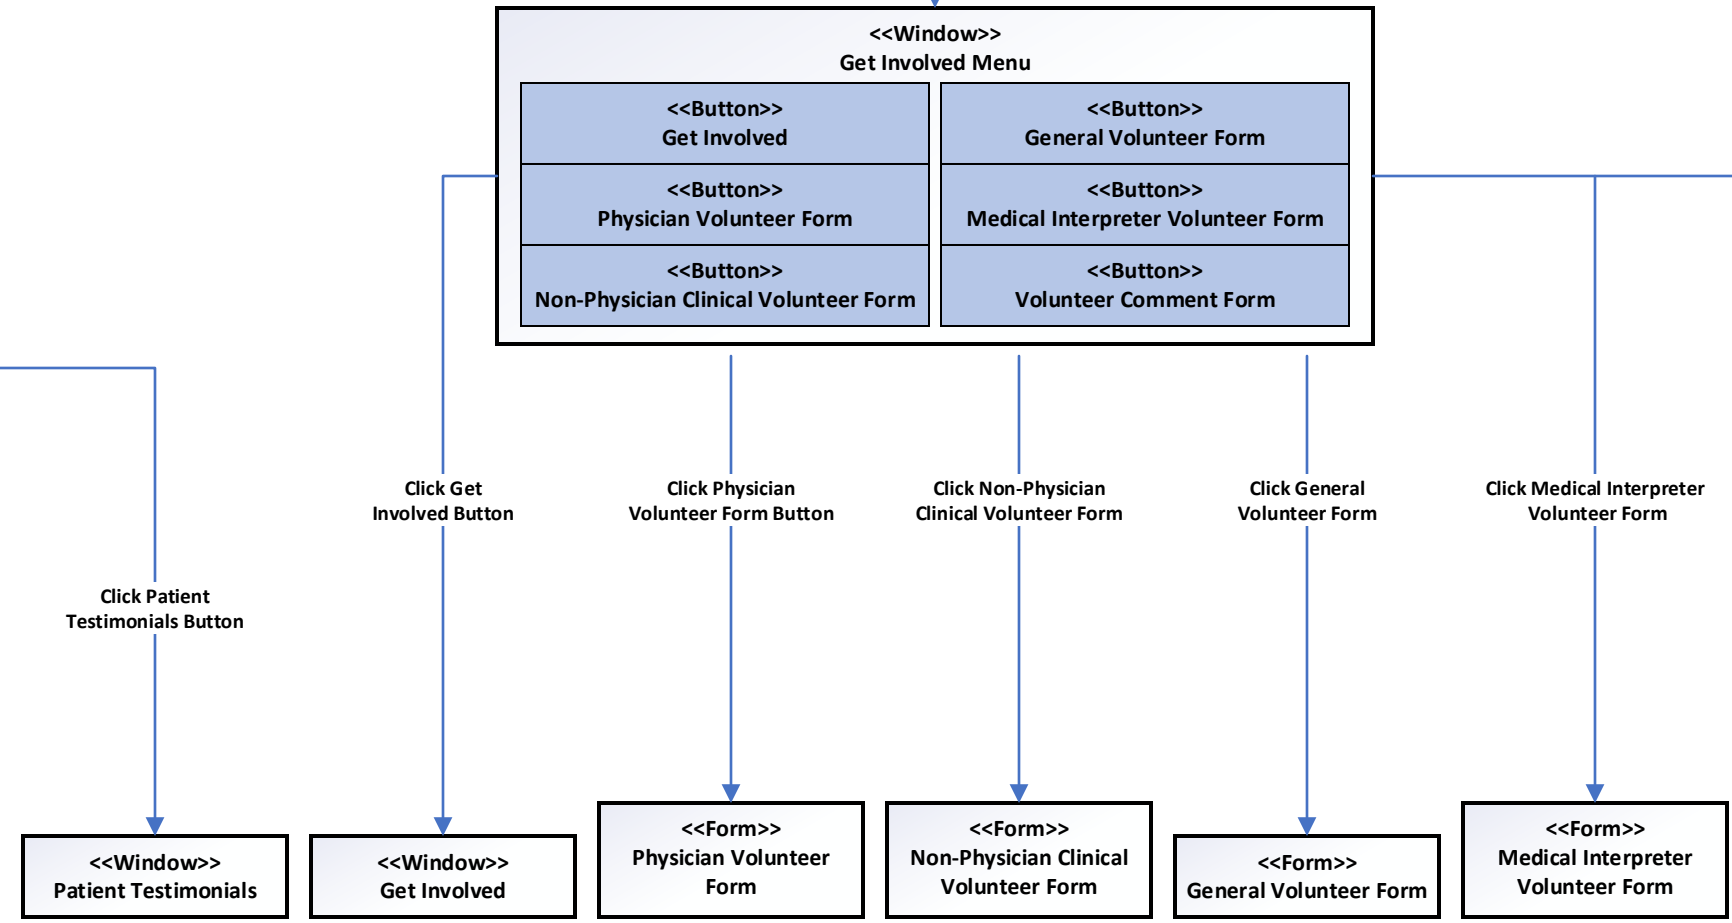 <<Window>>
Get Involved Menu
<<Button>>
Get Involved
<<Button>>
General Volunteer Form
<<Button>>
Physician Volunteer Form
<<Button>>
Medical Interpreter Volunteer Form
<<Button>>
Non-Physician Clinical Volunteer Form
<<Button>>
Volunteer Comment Form
Click Get
Involved Button
Click Physician
Volunteer Form Button
Click Non-Physician
Clinical Volunteer Form
Click General
Volunteer Form
Click Medical Interpreter
Volunteer Form
Click Patient
Testimonials Button
<<Window>>
Patient Testimonials
<<Window>>
Get Involved
<<Form>>
Physician Volunteer
Form
<<Form>>
Non-Physician Clinical
Volunteer Form
<<Form>>
General Volunteer Form
<<Form>>
Medical Interpreter
Volunteer Form